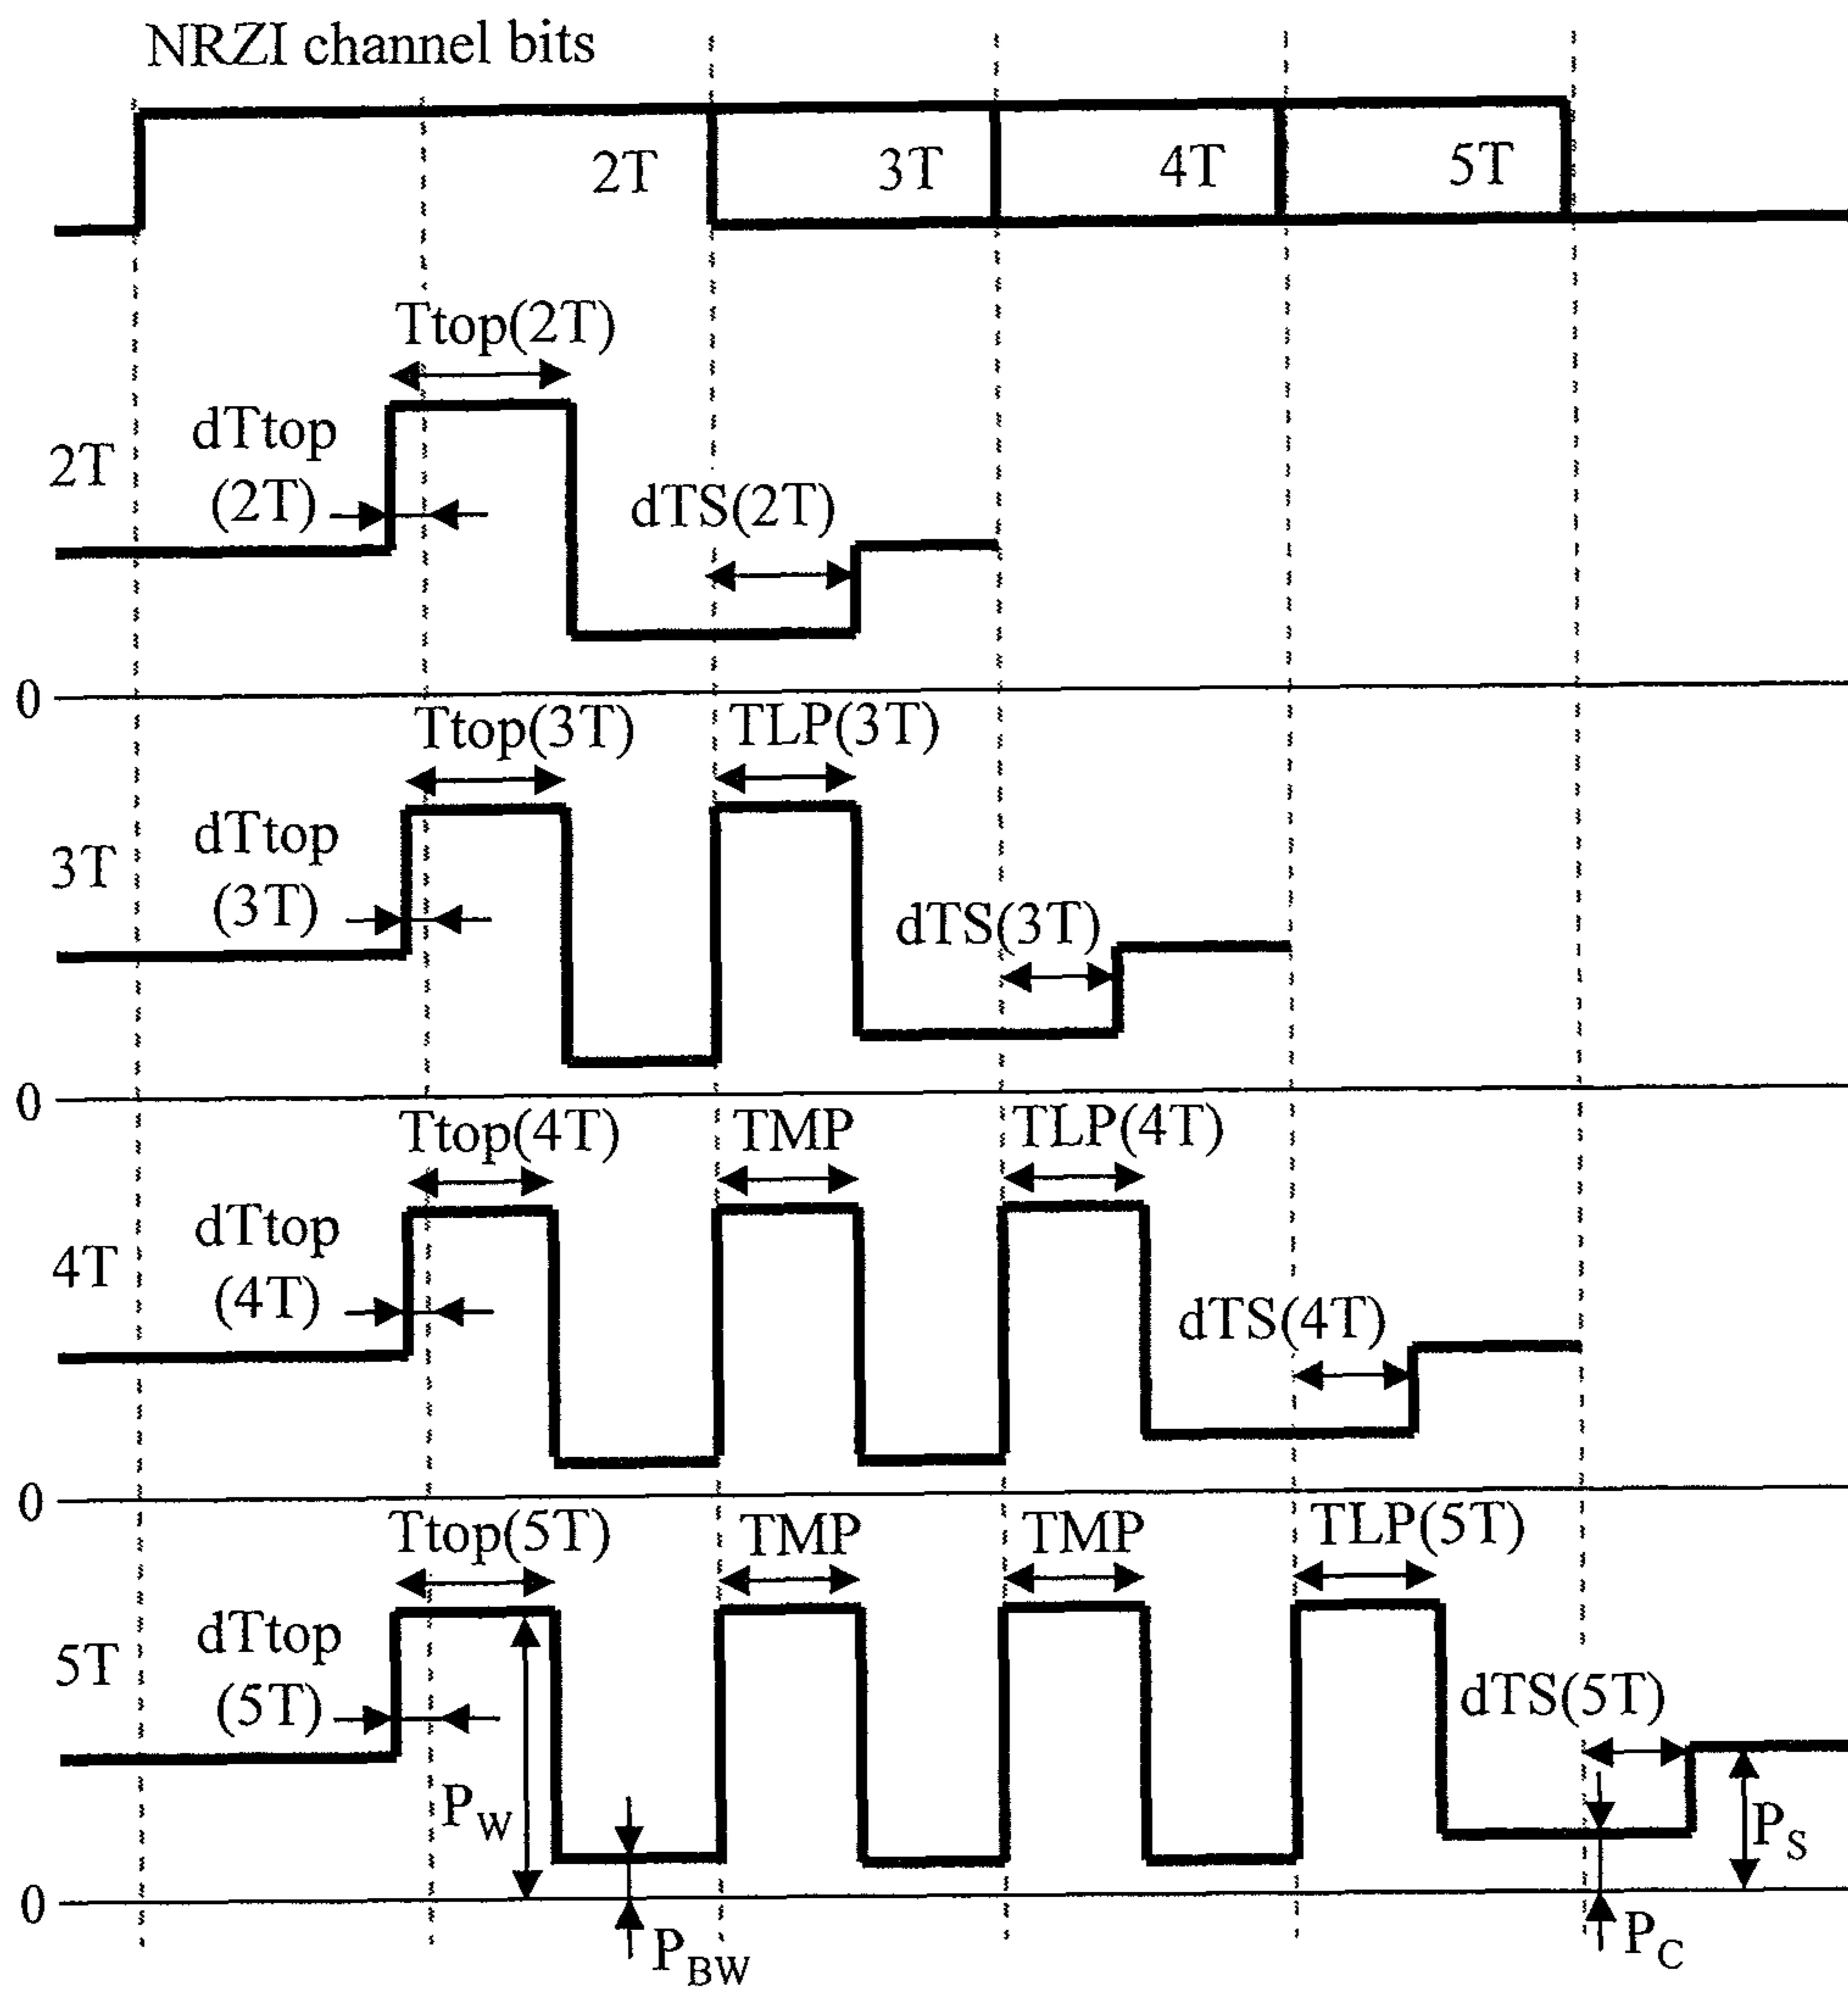 NRZI channel bits
2T 3T 4T 5T
Ttop(2T)
dTtop
2T
(2T)
dTS(2T)
0
Ttop(3T) TLP(3T)
dTtop
3T
(3T)
dTS(3T)
0
Ttop(4T) TMP TLP(4T)
dTtop
4T
(4T)
dTS(4T)
0
Ttop(5T) TMP TMP TLP(5T)
dTtop
5T
(5T)
dTS(5T)
PW
PS
0
PBW
PC